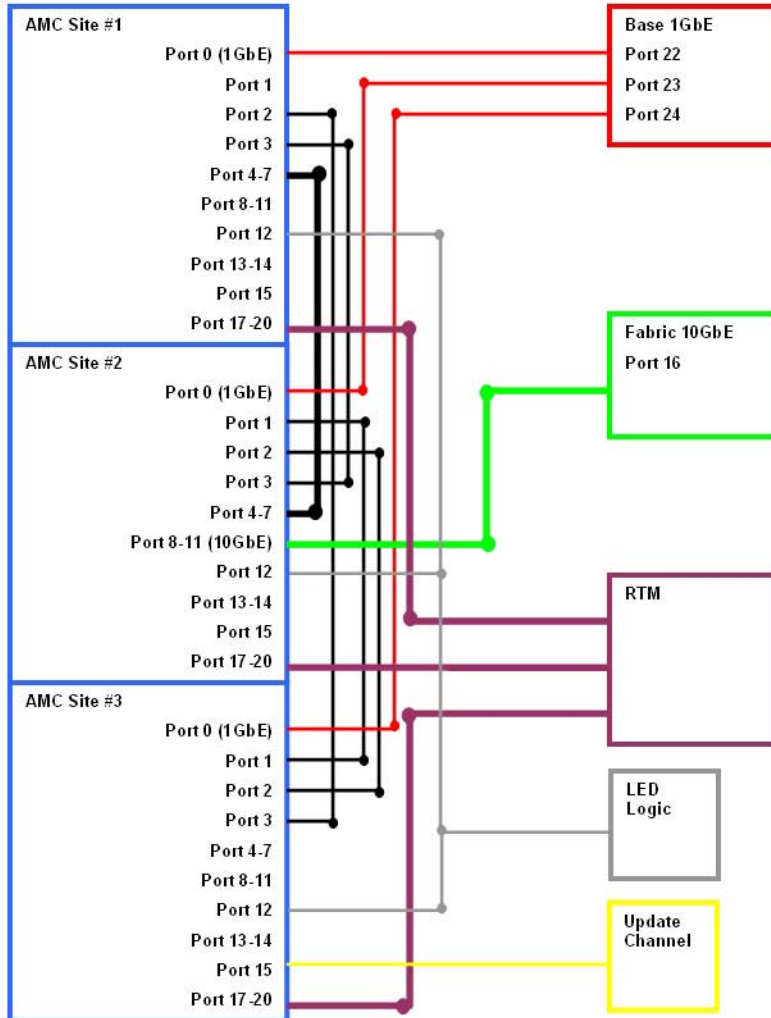 AMC Site #1
Port 0 (1GbE)
Port 1
Port 2
Port 3
Port 4-7
Port 8-11
Port 12
Port 13-14
Port 15
Port 17-20
AMC Site #2
Port 0 (1GbE)
Port 1
Port 2
Port 3
Port 4-7
Port 8-11 (10GbE)
Port 12
Port 13-14
Port 15
Port 17-20
AMC Site #3
Port 0 (1GbE)
Port 1
Port 2
Port 3
Port 4-7
Port 8-11
Port 12
Port 13-14
Port 15
Port 17-20
Base 1GbE
Port 22
Port 23
Port 24
Fabric 10GbE
Port 16
RTM
LED
Logic
Update
Channel